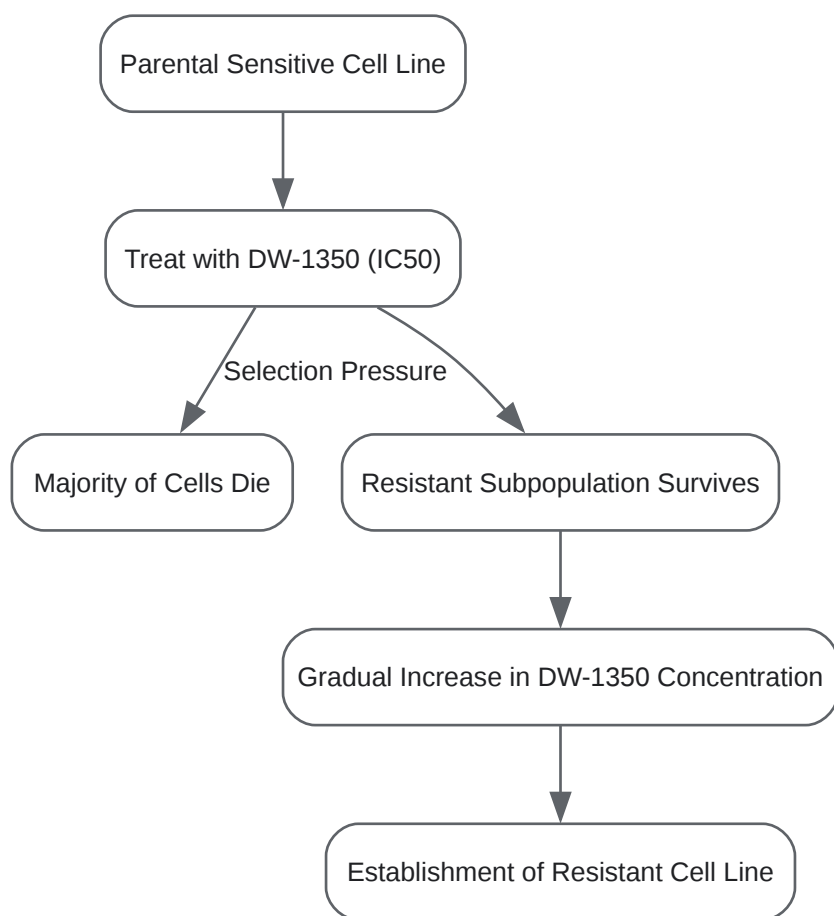 Parental Sensitive Cell Line
Treat with DW-1350 (IC50)
Selection Pressure
Majority of Cells Die
Resistant Subpopulation Survives
Gradual Increase in DW-1350 Concentration
Establishment of Resistant Cell Line